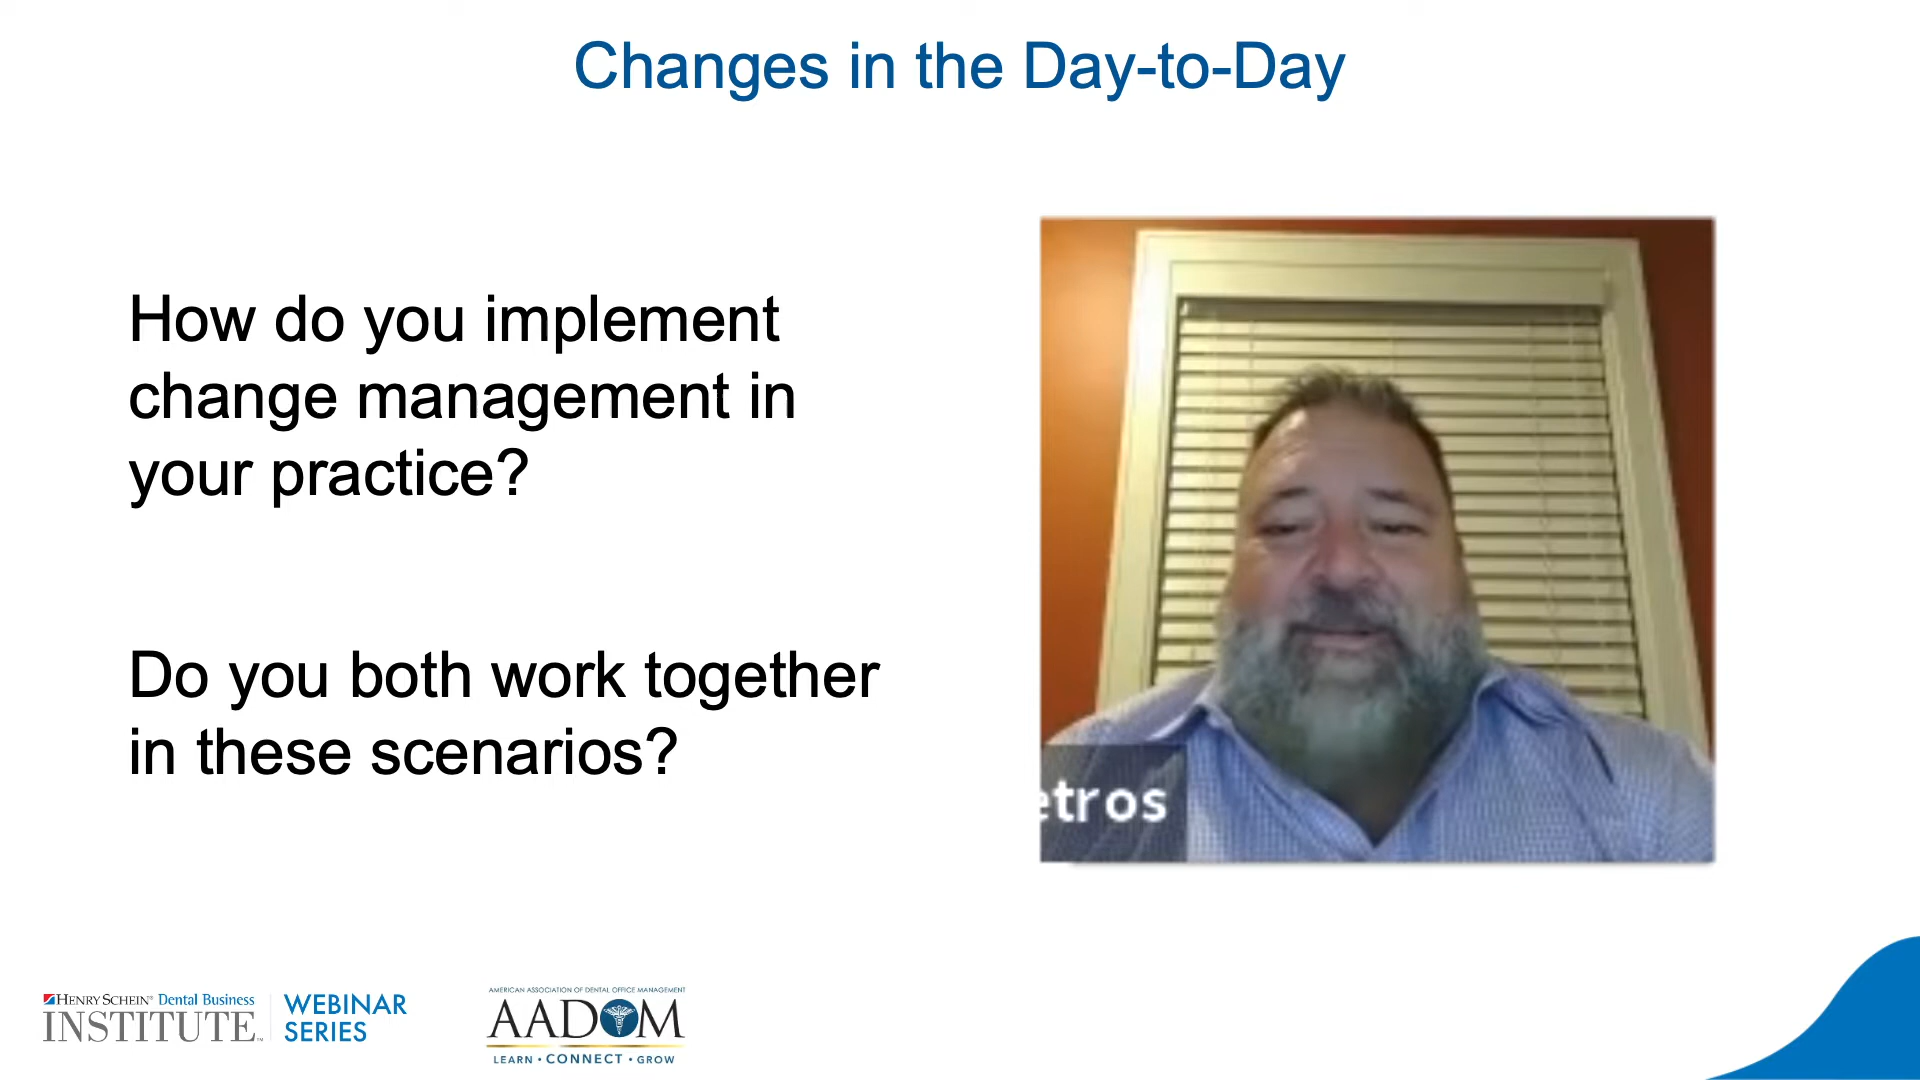 Changes in the Day-to-Day
How do you implement
change management in
your practice?
Do you both work together
in these scenarios?
etros
HENRY SCHEIN® Dental Business
INSTITUTE™
WEBINAR
SERIES
AMERICAN ASSOCIATION OF DENTAL OFFICE MANAGEMENT
AADOM
LEARN • CONNECT • GROW